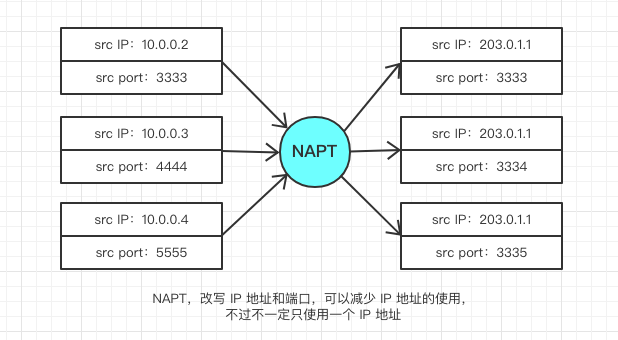 src IP：10.0.0.2
src port：3333
src IP：10.0.0.3
src port：4444
src IP：10.0.0.4
src port：5555
NAPT
src IP：203.0.1.1
src port：3333
src IP：203.0.1.1
src port：3334
src IP：203.0.1.1
src port：3335
NAPT，改写 IP 地址和端口，可以减少 IP 地址的使用，
不过不一定只使用一个 IP 地址